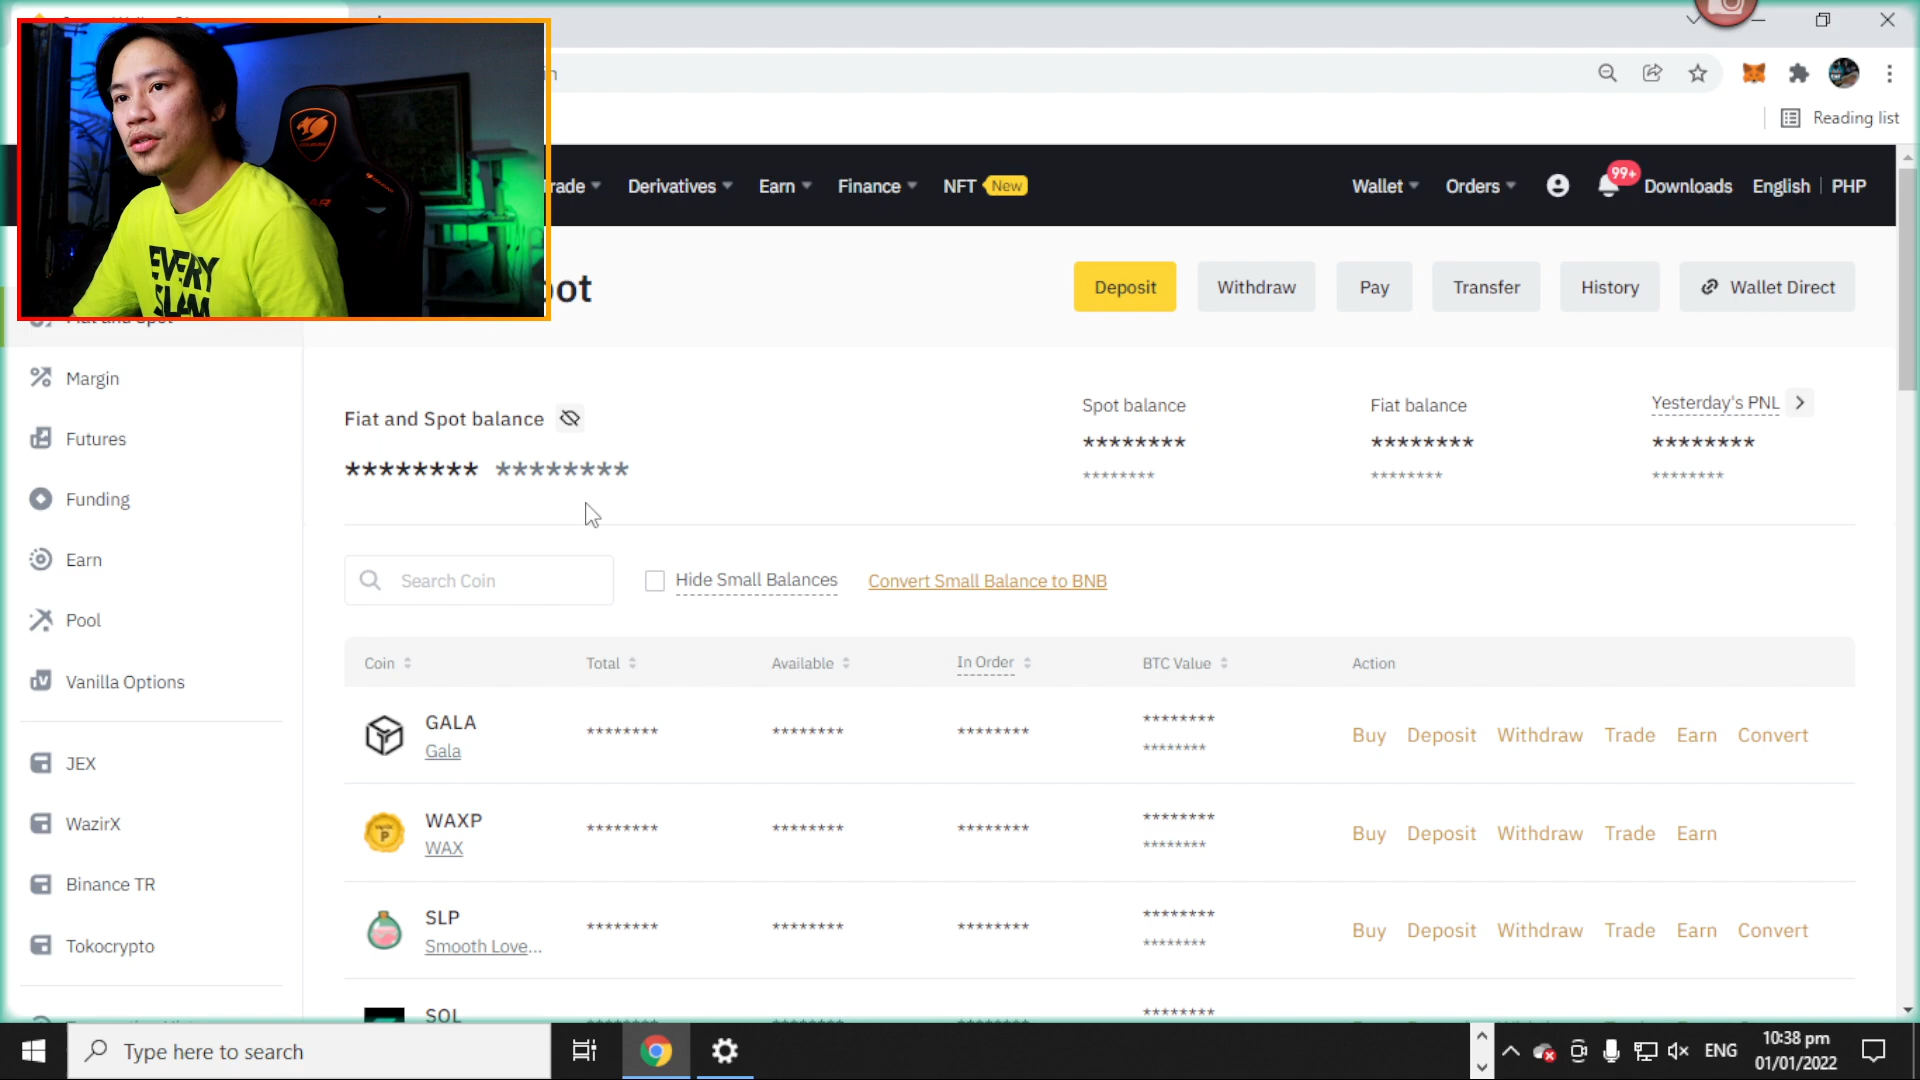 Reading list
Derivatives
Earn
Finance
NFT New
Wallet
Orders
99+
Downloads
English
PHP
EVERY
SLAM
COUGAR
Deposit
Withdraw
Pay
Transfer
History
Wallet Direct
Margin
Futures
Funding
Earn
Pool
Vanilla Options
JEX
WazirX
Binance TR
Tokocrypto
Fiat and Spot balance
******** ********
Spot balance
********
********
Fiat balance
********
********
Yesterday's PNL
********
********
Search Coin
Hide Small Balances
Convert Small Balance to BNB
Coin Total Available In Order BTC Value Action
GALA
Gala
******** ******** ******** ********
********
Buy Deposit Withdraw Trade Earn Convert
WAXP
WAX
******** ******** ******** ********
********
Buy Deposit Withdraw Trade Earn
SLP
Smooth Love...
******** ******** ******** ********
********
Buy Deposit Withdraw Trade Earn Convert
SOL
********
Type here to search
ENG
10:38 pm
01/01/2022